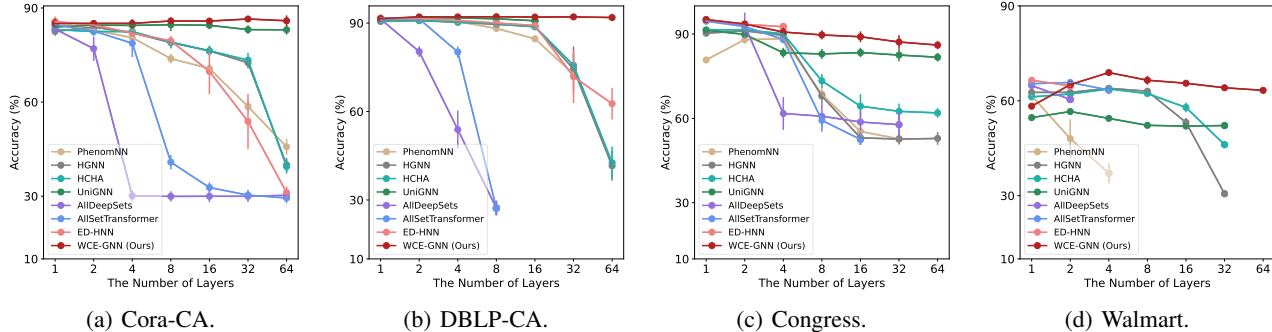 90
60
30
10
Accuracy (%)
PhenomNN
HGNN
HCHA
UniGNN
AllDeepSets
AllSetTransformer
ED-HNN
WCE-GNN (Ours)
1 2 4 8 16 32 64
The Number of Layers
(a) Cora-CA.
90
60
30
10
Accuracy (%)
PhenomNN
HGNN
HCHA
UniGNN
AllDeepSets
AllSetTransformer
ED-HNN
WCE-GNN (Ours)
1 2 4 8 16 32 64
The Number of Layers
(b) DBLP-CA.
90
60
30
10
Accuracy (%)
PhenomNN
HGNN
HCHA
UniGNN
AllDeepSets
AllSetTransformer
ED-HNN
WCE-GNN (Ours)
1 2 4 8 16 32 64
The Number of Layers
(c) Congress.
90
60
30
10
Accuracy (%)
PhenomNN
HGNN
HCHA
UniGNN
AllDeepSets
AllSetTransformer
ED-HNN
WCE-GNN (Ours)
1 2 4 8 16 32 64
The Number of Layers
(d) Walmart.